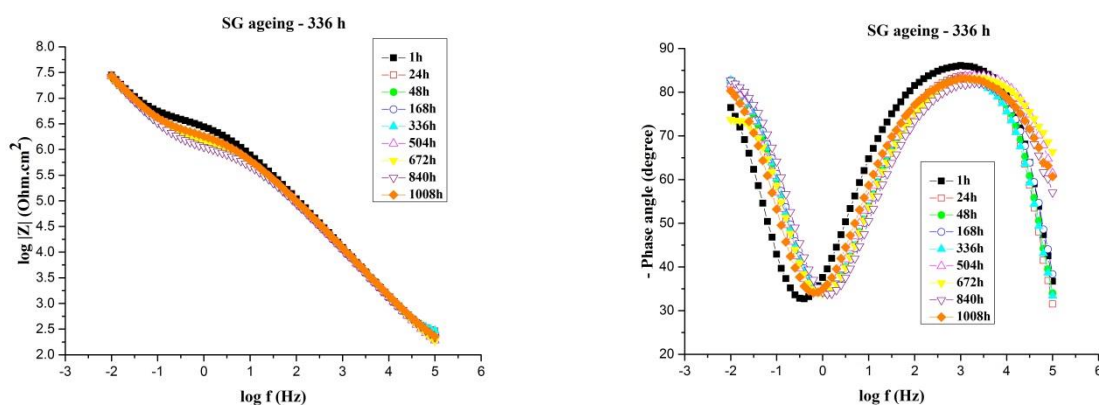 SG ageing - 336 h
8.0
7.5
7.0
6.5
6.0
5.5
5.0
4.5
4.0
3.5
3.0
2.5
2.0
log |Z| (Ohm.cm²)
1h
24h
48h
168h
336h
504h
672h
840h
1008h
-3 -2 -1 0 1 2 3 4 5 6
log f (Hz)
SG ageing - 336 h
90
80
70
60
50
40
30
20
- Phase angle (degree)
1h
24h
48h
168h
336h
504h
672h
840h
1008h
-3 -2 -1 0 1 2 3 4 5 6
log f (Hz)